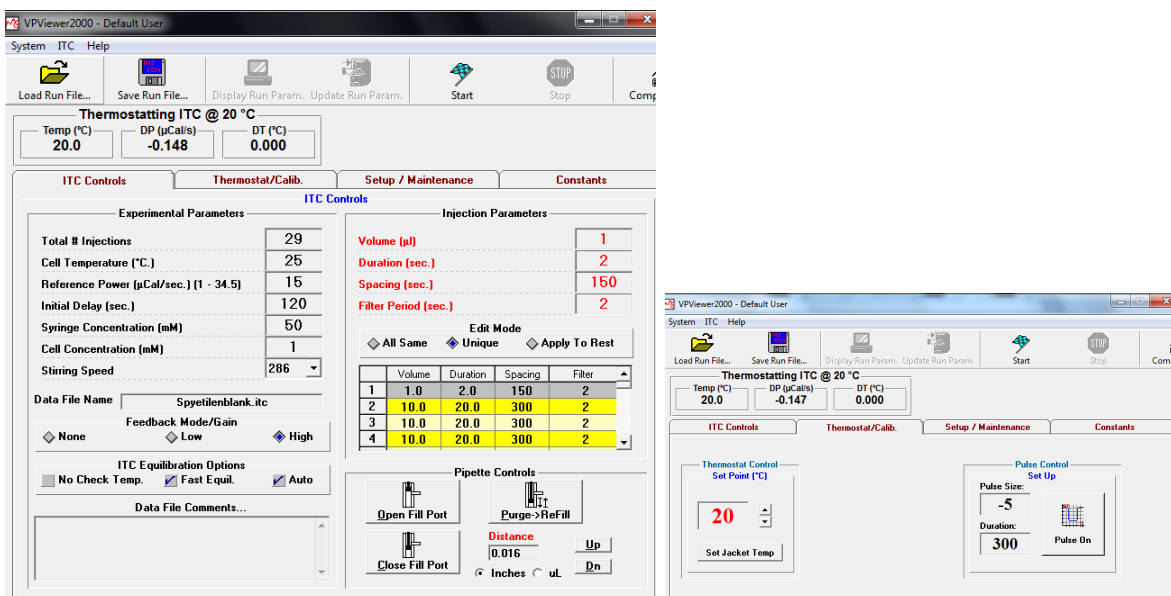 VPViewer2000 - Default User
System ITC Help
Load Run File... Save Run File... Display Run Param. Update Run Param. Start STOP Stop Comp
Thermostatting ITC @ 20 °C
Temp (°C) DP (µCal/s) DT (°C)
20.0 -0.148 0.000
ITC Controls Thermostat/Calib. Setup / Maintenance Constants
ITC Controls
Experimental Parameters
Total # Injections 29
Cell Temperature (°C.) 25
Reference Power (µCal/sec.) (1 - 34.5) 15
Initial Delay (sec.) 120
Syringe Concentration (mM) 50
Cell Concentration (mM) 1
Stirring Speed 286
Data File Name Spyetilenblank.itc
Feedback Mode/Gain
None Low High
ITC Equilibration Options
No Check Temp. Fast Equil. Auto
Data File Comments...
Injection Parameters
Volume (µl) 1
Duration (sec.) 2
Spacing (sec.) 150
Filter Period (sec.) 2
Edit Mode
All Same Unique Apply To Rest
Volume Duration Spacing Filter
1 1.0 2.0 150 2
2 10.0 20.0 300 2
3 10.0 20.0 300 2
4 10.0 20.0 300 2
Pipette Controls
Open Fill Port Purge->ReFill
Close Fill Port
Distance
0.016
Inches uL
Up
Dn
VPViewer2000 - Default User
System ITC Help
Load Run File... Save Run File... Display Run Param. Update Run Param. Start STOP Stop Com
Thermostatting ITC @ 20 °C
Temp (°C) DP (µCal/s) DT (°C)
20.0 -0.147 0.000
ITC Controls Thermostat/Calib. Setup / Maintenance Constants
Thermostat Control
Set Point (°C)
20
Set Jacket Temp
Pulse Control
Set Up
Pulse Size:
-5
Duration:
300
Pulse On